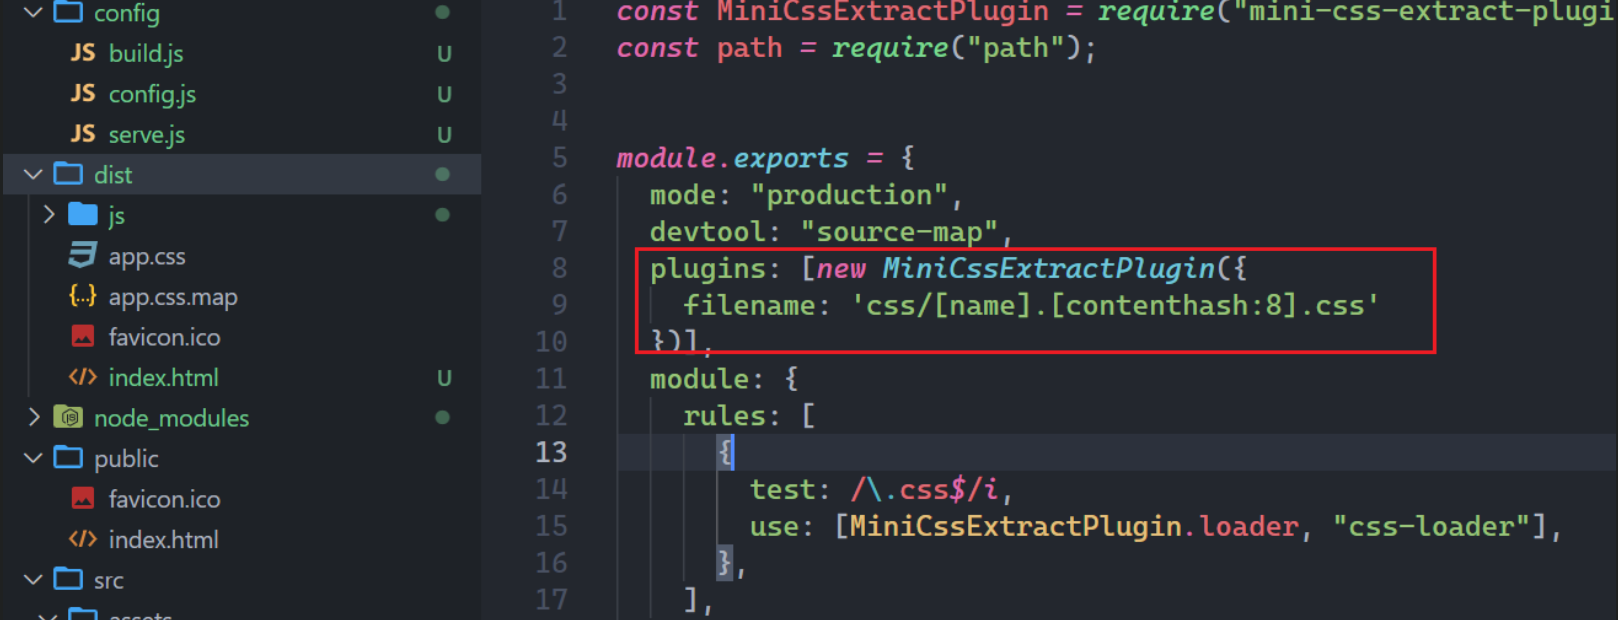 config
JS build.js U
JS config.js U
JS serve.js U
dist
js
app.css
{..} app.css.map
favicon.ico
</> index.html U
node_modules
public
favicon.ico
</> index.html
src
assets
1 const MiniCssExtractPlugin = require("mini-css-extract-plugi
2 const path = require("path");
3
4
5 module.exports = {
6 mode: "production",
7 devtool: "source-map",
8 plugins: [new MiniCssExtractPlugin({
9 filename: 'css/[name].[contenthash:8].css'
10 })],
11 module: {
12 rules: [
13 {
14 test: /\.css$/i,
15 use: [MiniCssExtractPlugin.loader, "css-loader"],
16 },
17 ],